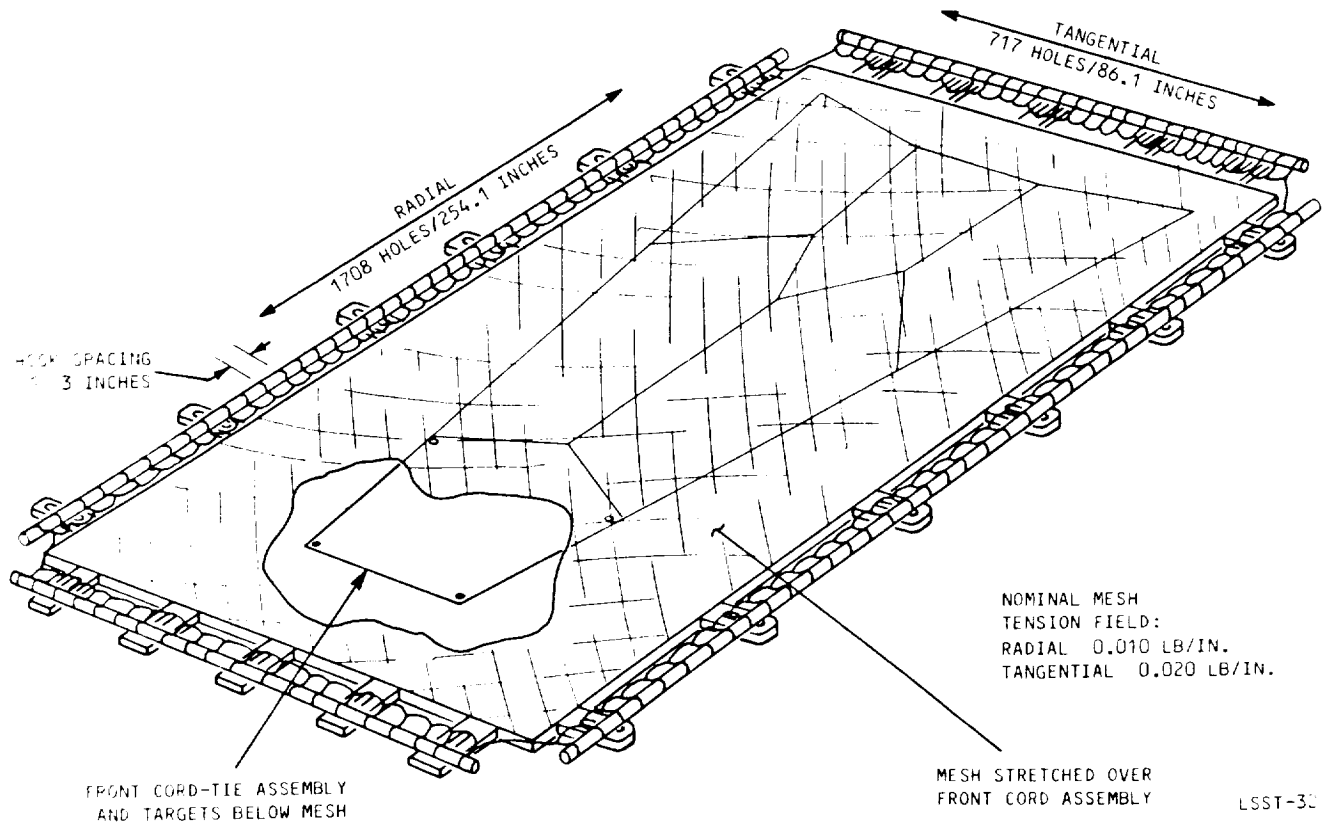 TANGENTIAL
717 HOLES/86.1 INCHES
RADIAL
1708 HOLES/254.1 INCHES
SPACING
3 INCHES
NOMINAL MESH
TENSION FIELD:
RADIAL 0.010 LB/IN.
TANGENTIAL 0.020 LB/IN.
FRONT CORD-TIE ASSEMBLY
AND TARGETS BELOW MESH
MESH STRETCHED OVER
FRONT CORD ASSEMBLY